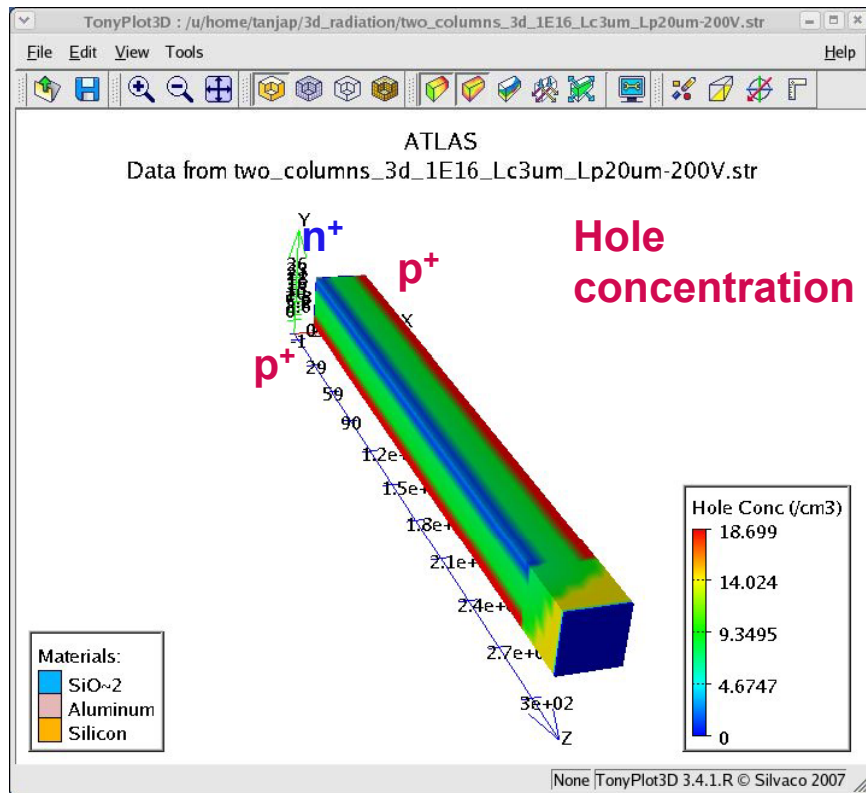 TonyPlot3D : /u/home/tanjap/3d_radiation/two_columns_3d_1E16_Lc3um_Lp20um-200V.str
File Edit View Tools Help
ATLAS
Data from two_columns_3d_1E16_Lc3um_Lp20um-200V.str
Y
n+
p+
Hole
concentration
X
0
-1
p+
29
59
90
1.2e+
1.5e+
1.8e+
2.1e+
2.4e+
2.7e+
3e+02
Z
Hole Conc (/cm3)
18.699
14.024
9.3495
4.6747
0
Materials:
SiO~2
Aluminum
Silicon
None TonyPlot3D 3.4.1.R © Silvaco 2007